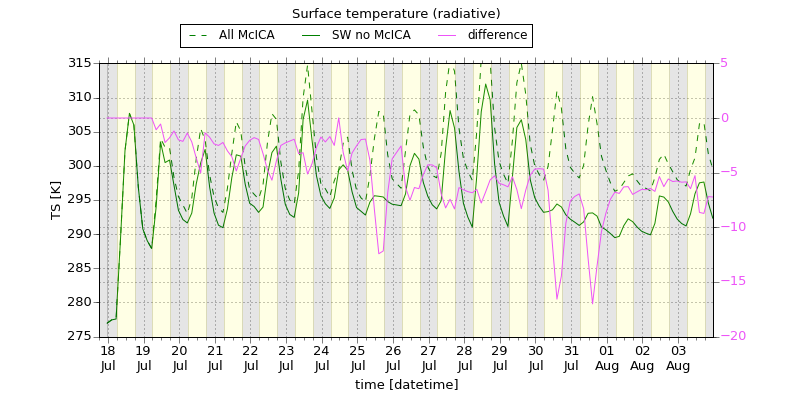 Surface temperature (radiative)
All McICA SW no McICA difference
315 5
310
305 0
300 −5
295
290 −10
285
280 −15
275 −20
TS [K]
18 19 20 21 22 23 24 25 26 27 28 29 30 31 01 02 03
Jul Jul Jul Jul Jul Jul Jul Jul Jul Jul Jul Jul Jul Jul Aug Aug Aug
time [datetime]